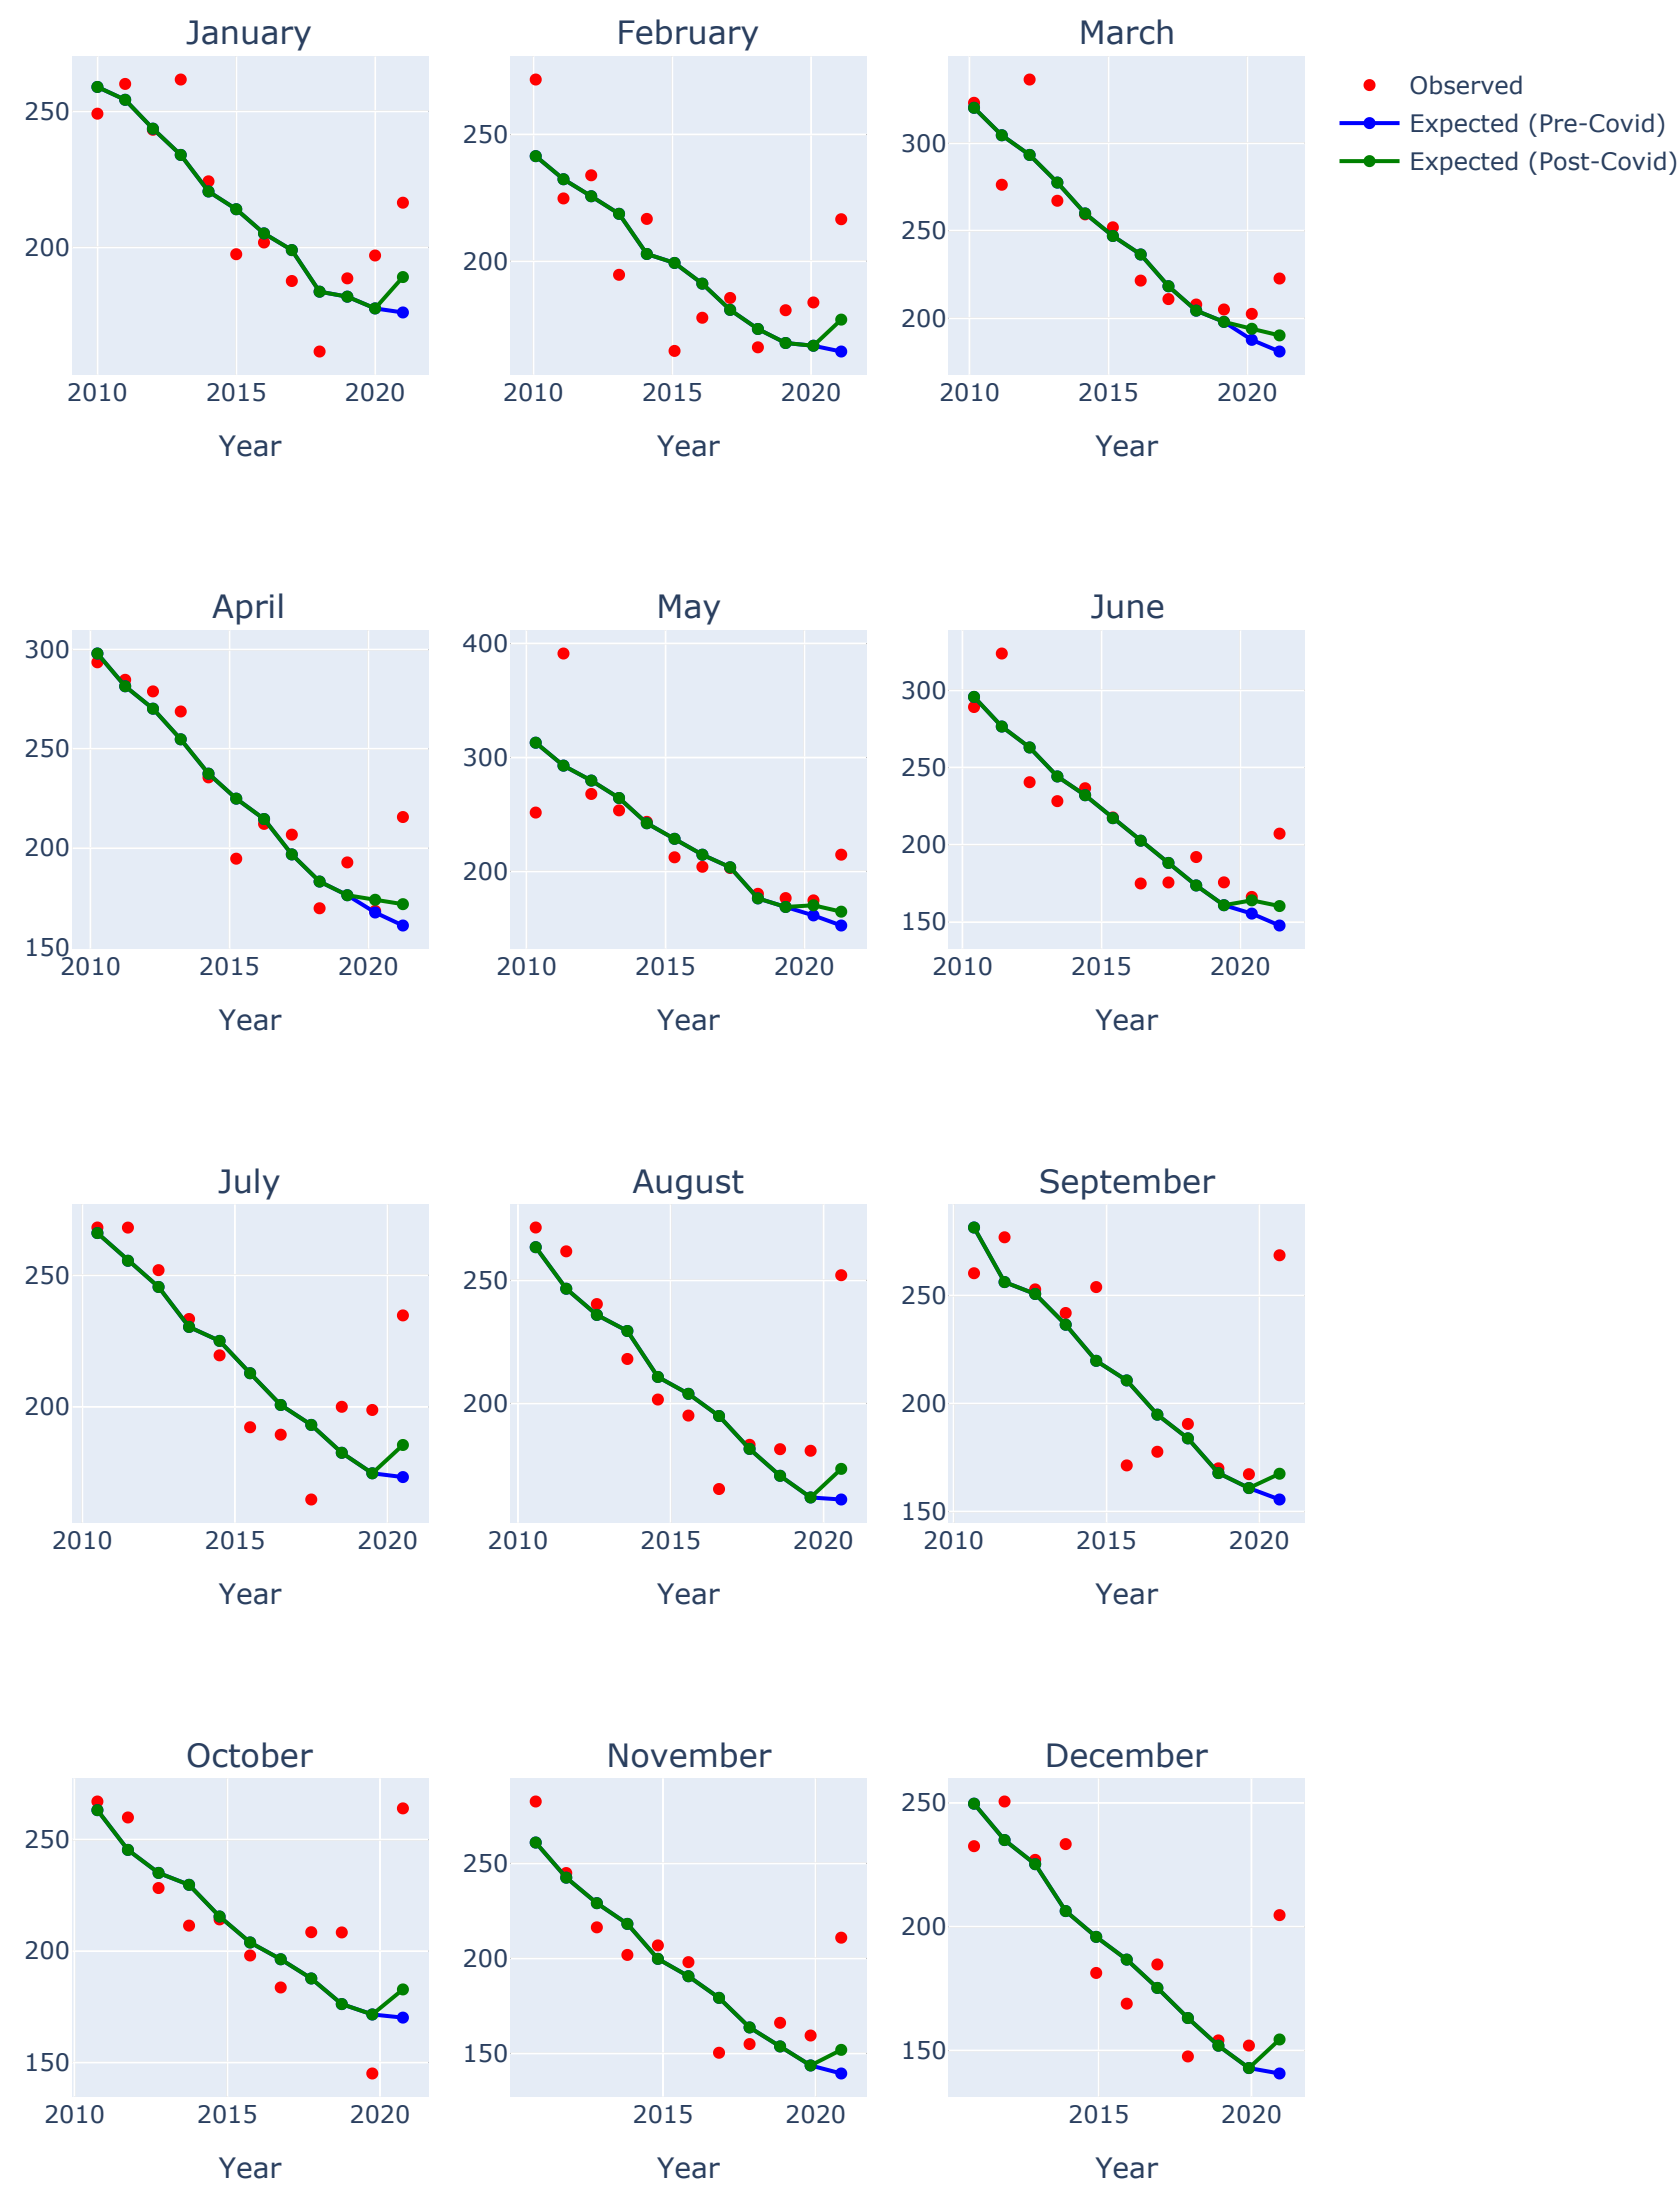 January
February
March
Observed
Expected (Pre-Covid)
Expected (Post-Covid)
250
200
2010
2015
2020
Year
250
200
2010
2015
2020
Year
300
250
200
2010
2015
2020
Year
April
May
June
300
250
200
150
2010
2015
2020
Year
400
300
200
2010
2015
2020
Year
300
250
200
150
2010
2015
2020
Year
July
August
September
250
200
2010
2015
2020
Year
250
200
2010
2015
2020
Year
250
200
150
2010
2015
2020
Year
October
November
December
250
200
150
2010
2015
2020
Year
250
200
150
2015
2020
Year
250
200
150
2015
2020
Year